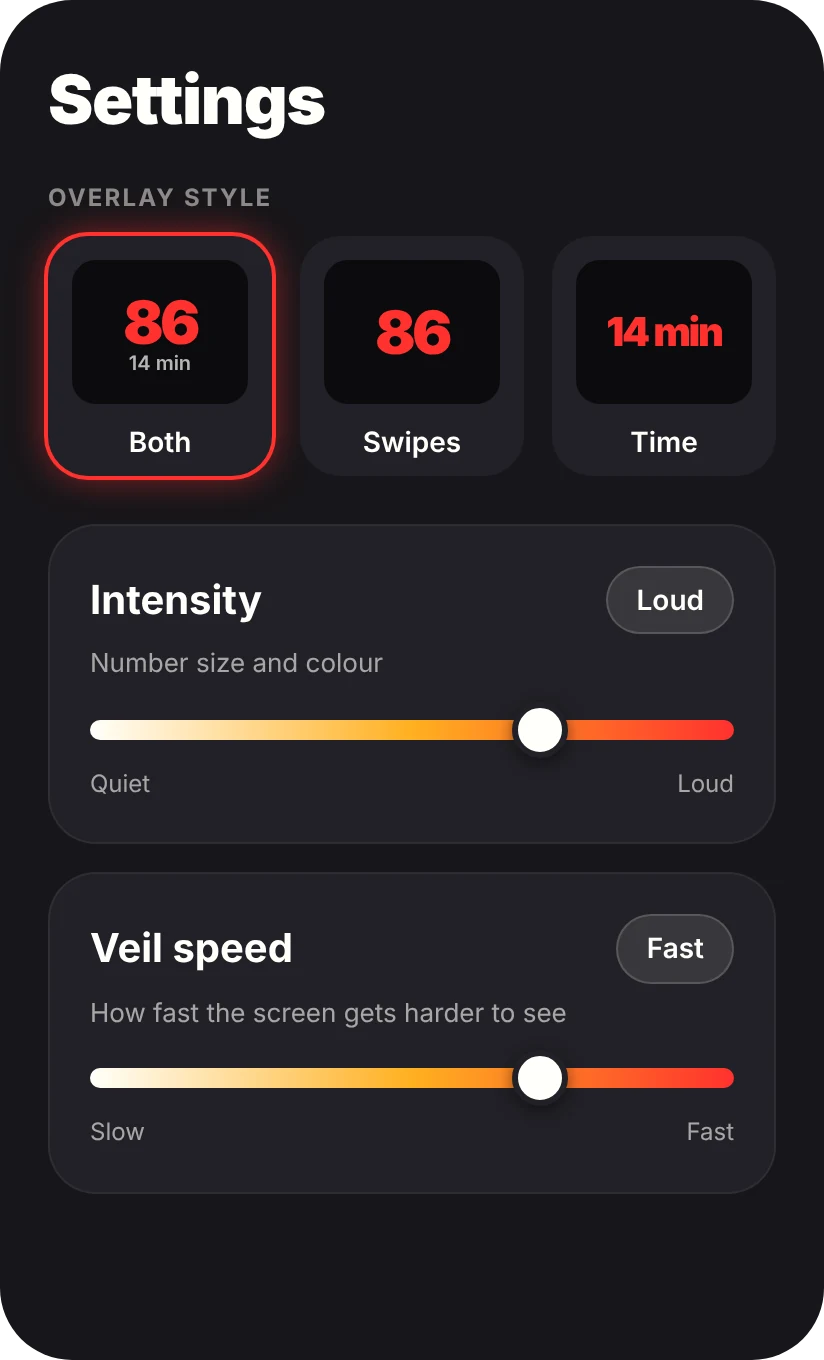 Settings
OVERLAY STYLE
86
14 min
Both
86
Swipes
14 min
Time
Intensity
Loud
Number size and colour
Quiet
Loud
Veil speed
Fast
How fast the screen gets harder to see
Slow
Fast